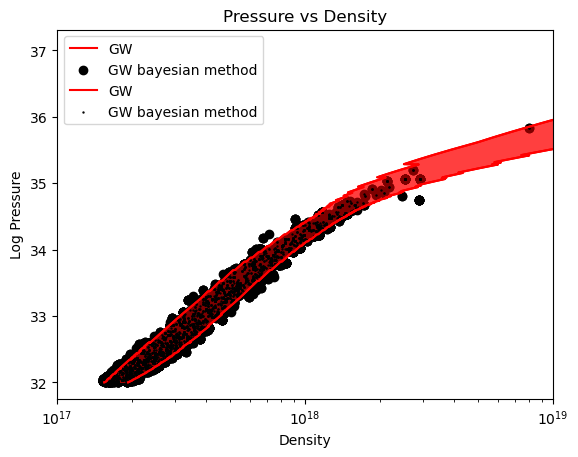 Pressure vs Density
GW
GW bayesian method
GW
GW bayesian method
37
36
35
34
33
32
Log Pressure
10^17
10^18
10^19
Density